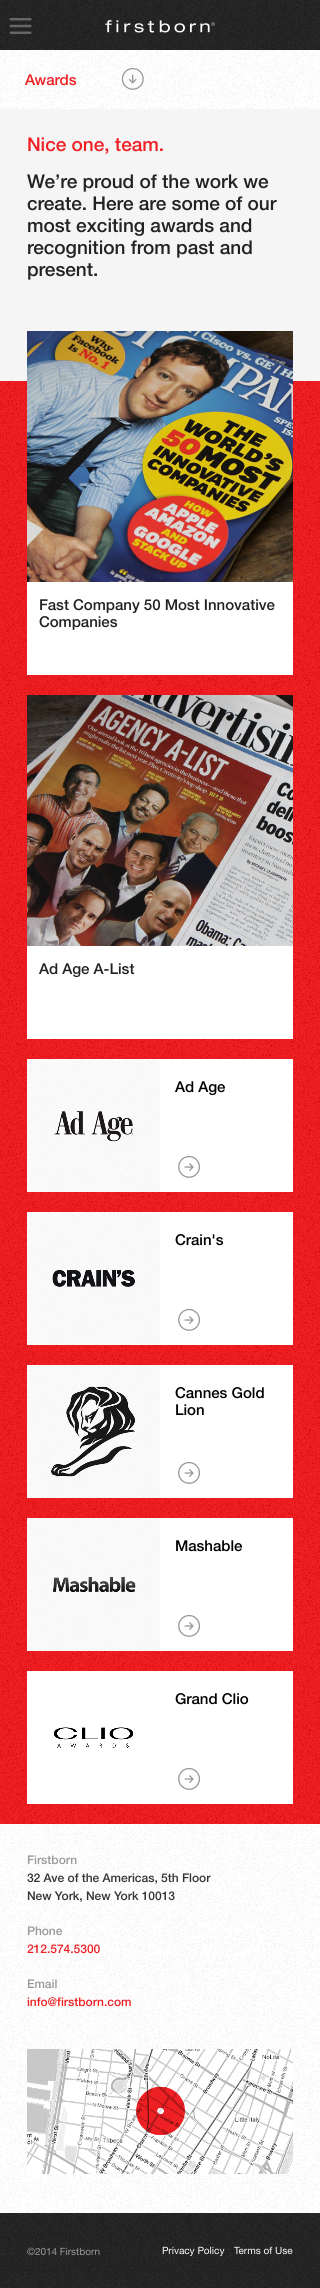 firstborn®
Awards
Nice one, team.
We’re proud of the work we
create. Here are some of our
most exciting awards and
recognition from past and
present.
Why
Facebook
Is No. 1
Cisco vs. GE
THE
WORLD'S
50 MOST
INNOVATIVE
COMPANIES
HOW
APPLE
AMAZON
AND
GOOGLE
STACK UP
Fast Company 50 Most Innovative
Companies
AGENCY A-LIST
Obama:
Ad Age A-List
Ad Age
Ad Age
CRAIN'S
Crain's
Cannes Gold
Lion
Mashable
Mashable
Grand Clio
CLIO
AWARDS
Firstborn
32 Ave of the Americas, 5th Floor
New York, New York 10013
Phone
212.574.5300
Email
info@firstborn.com
NoLita
Little Italy
Tribeca
©2014 Firstborn
Privacy Policy
Terms of Use